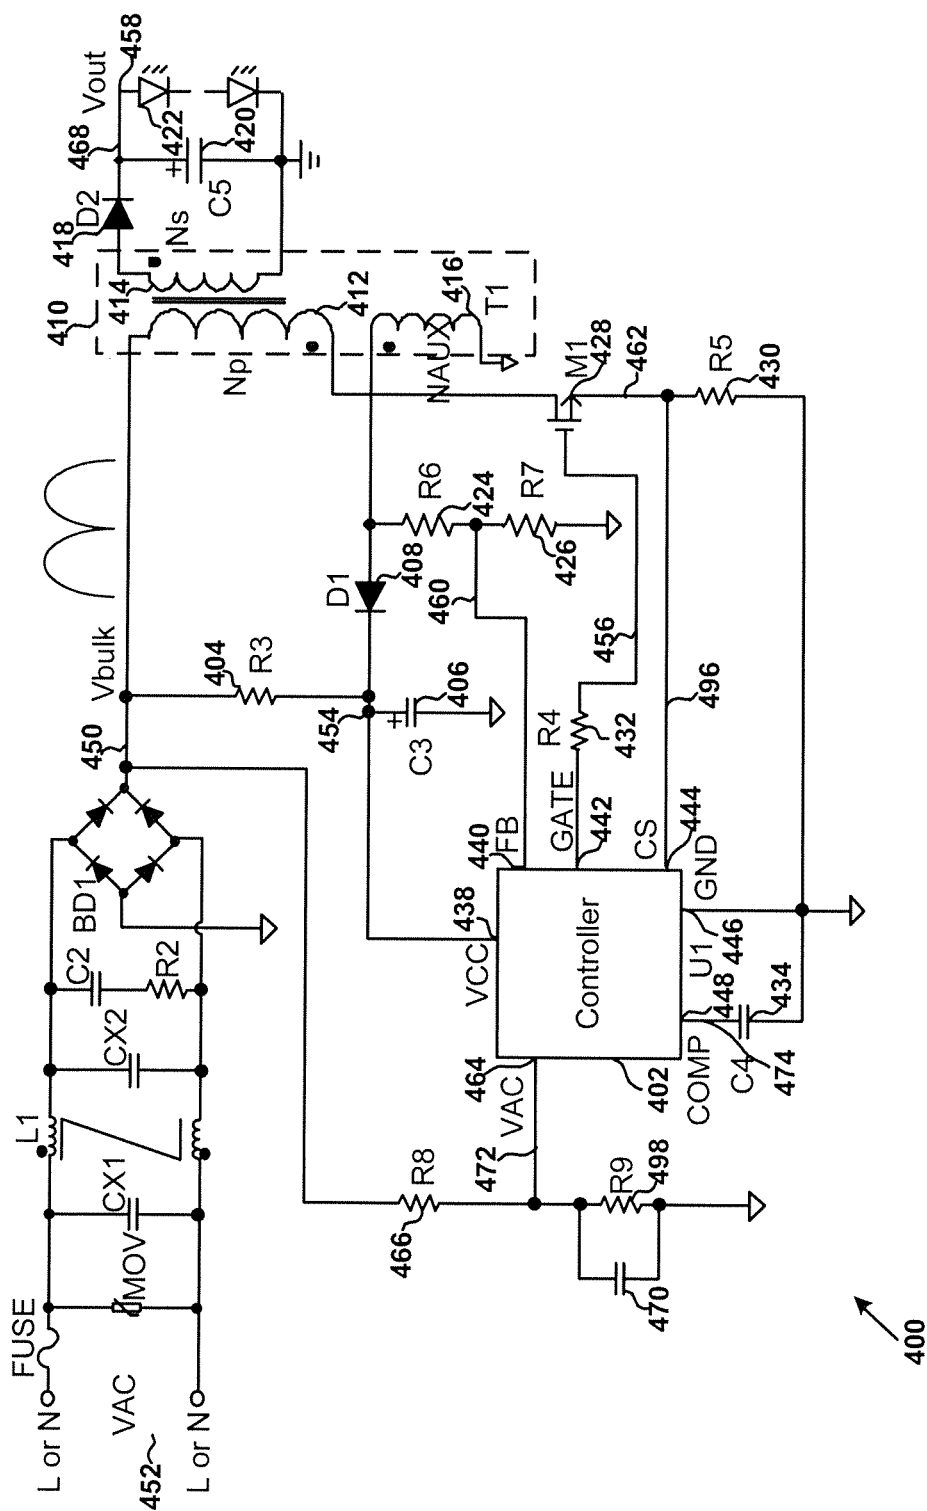 L or N
FUSE
VAC
452
L or N
MOV
CX1
L1
CX2
C2
R2
BD1
450
Vbulk
404
R3
454
C3
406
D1
408
R6
424
460
R7
426
Np
NAUX
410
412
414
416
T1
Ns
418
D2
468
Vout
458
422
C5
420
R8
466
472
VAC
464
VCC
438
440
FB
GATE
442
R4
432
456
M1
428
462
R5
430
CS
444
496
GND
446
U1
Controller
402
COMP
448
C4
434
474
R9
498
470
400
+
+